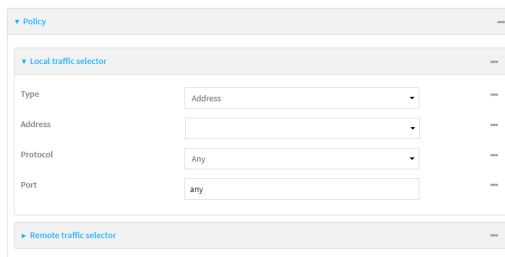 Policy
Local traffic selector
Type Address
Address
Protocol Any
Port any
Remote traffic selector